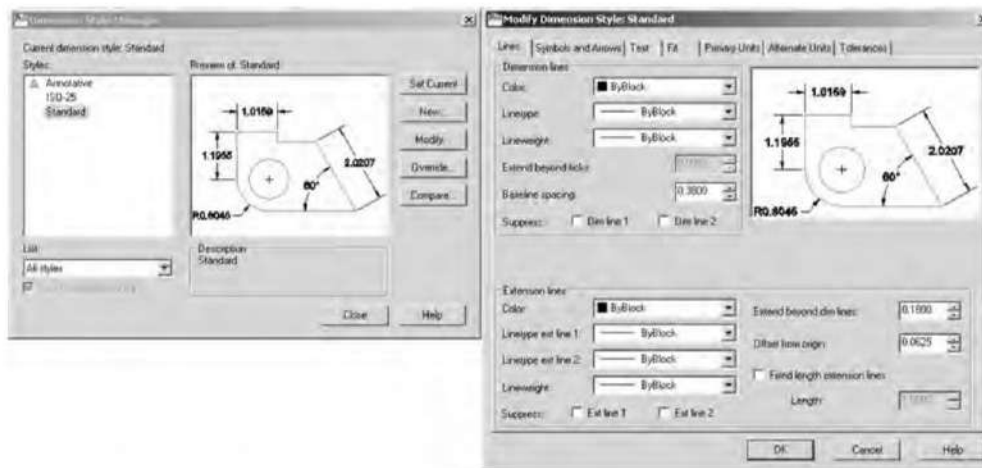 Dimension Style Manager
Current dimension style: Standard
Styles:
Annotative
ISO-25
Standard
List:
All styles
Preview of: Standard
1.0159
1.1955
2.0207
60°
R0.8045
Description
Standard
Set Current
New...
Modify...
Override...
Compare...
Close
Help
Modify Dimension Style: Standard
Lines
Symbols and Arrows
Text
Fit
Primary Units
Alternate Units
Tolerances
Dimension lines
Color:
ByBlock
Linetype:
ByBlock
Lineweight:
ByBlock
Extend beyond ticks:
Baseline spacing:
0.3800
Suppress:
Dim line 1
Dim line 2
1.0159
1.1955
2.0207
60°
R0.8045
Extension lines
Color:
ByBlock
Linetype ext line 1:
ByBlock
Linetype ext line 2:
ByBlock
Lineweight:
ByBlock
Suppress:
Ext line 1
Ext line 2
Extend beyond dim lines:
0.1800
Offset from origin:
0.0625
Fixed length extension lines
Length:
OK
Cancel
Help